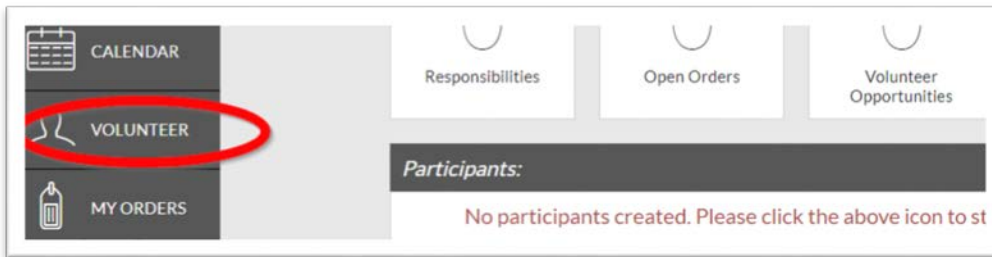 CALENDAR
VOLUNTEER
MY ORDERS
Responsibilities
Open Orders
Volunteer
Opportunities
Participants:
No participants created. Please click the above icon to st